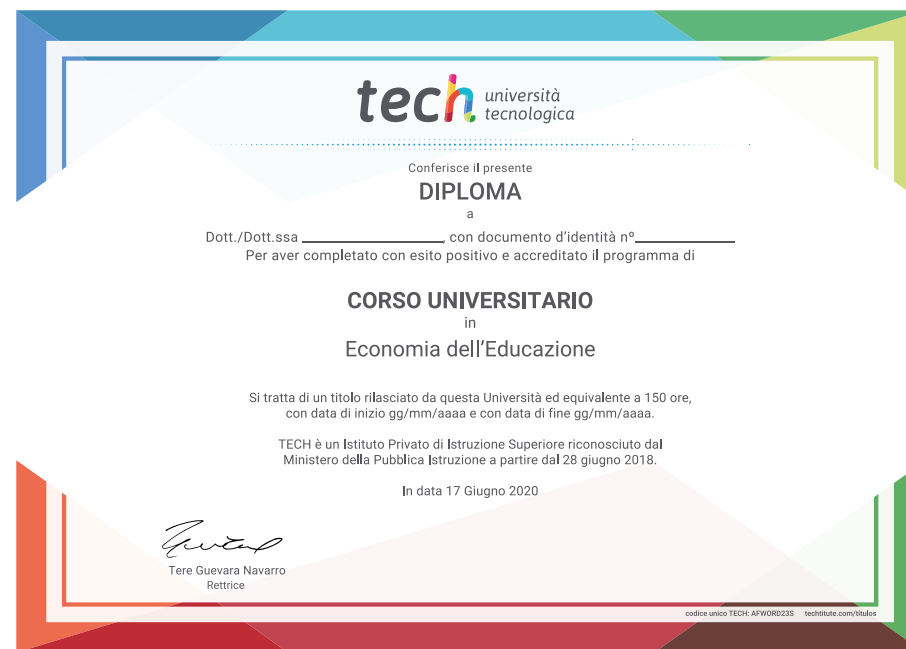 tech università
tecnologica
Conferisce il presente
DIPLOMA
a
Dott./Dott.ssa ____________________, con documento d'identità nº______________
Per aver completato con esito positivo e accreditato il programma di
CORSO UNIVERSITARIO
in
Economia dell'Educazione
Si tratta di un titolo rilasciato da questa Università ed equivalente a 150 ore,
con data di inizio gg/mm/aaaa e con data di fine gg/mm/aaaa.
TECH è un Istituto Privato di Istruzione Superiore riconosciuto dal
Ministero della Pubblica Istruzione a partire dal 28 giugno 2018.
In data 17 Giugno 2020
Tere Guevara Navarro
Rettrice
codice unico TECH: AFWORD23S techtitute.com/títulos